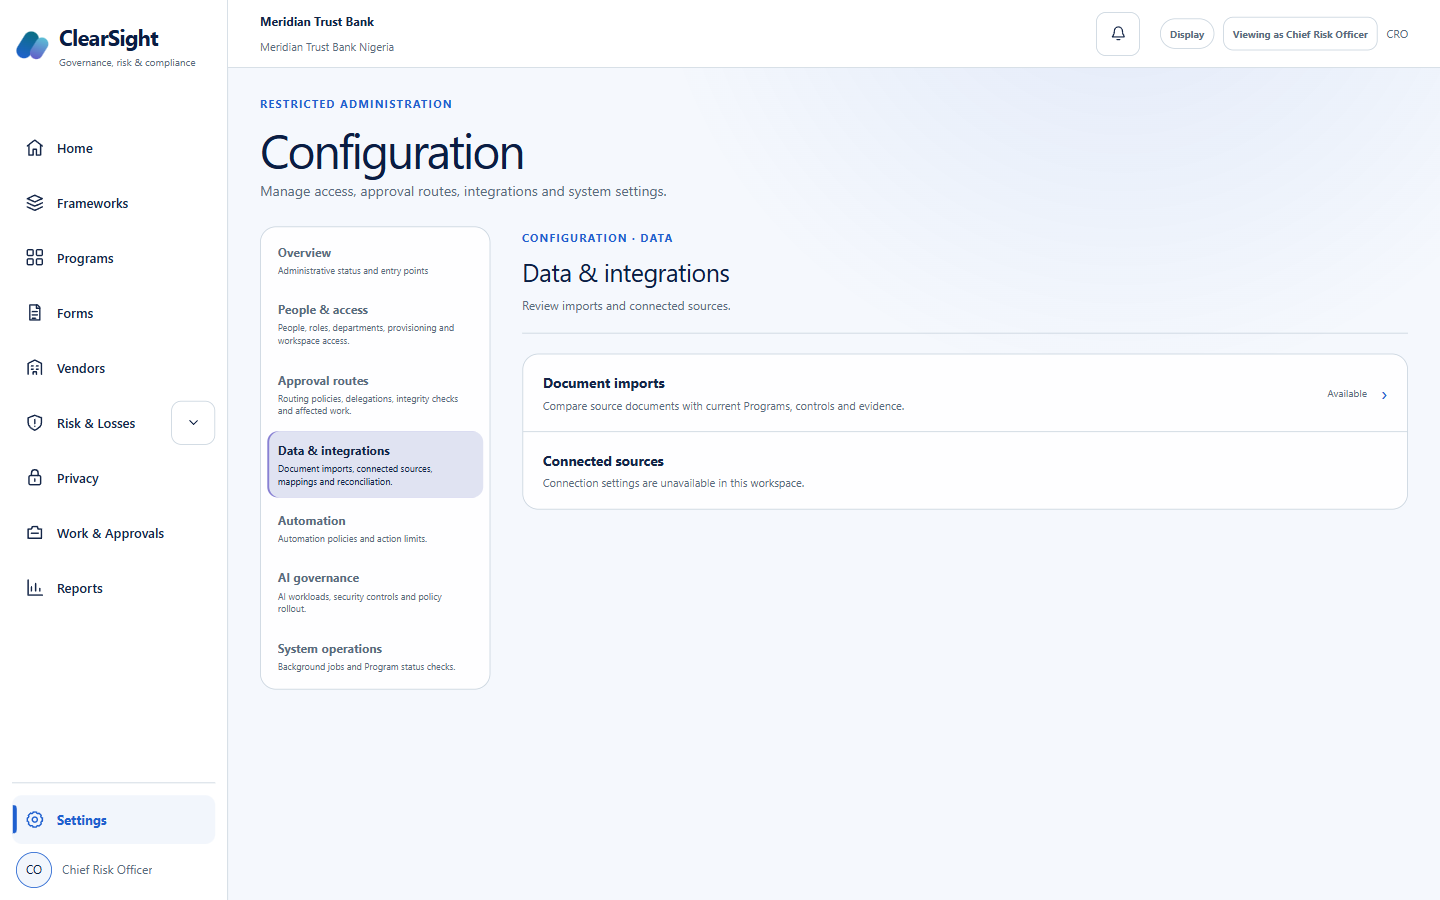 ClearSight
Governance, risk & compliance
Home
Frameworks
Programs
Forms
Vendors
Risk & Losses
Privacy
Work & Approvals
Reports
Settings
CO
Chief Risk Officer
Meridian Trust Bank
Meridian Trust Bank Nigeria
Display
Viewing as Chief Risk Officer
CRO
RESTRICTED ADMINISTRATION
Configuration
Manage access, approval routes, integrations and system settings.
Overview
Administrative status and entry points
People & access
People, roles, departments, provisioning and
workspace access.
Approval routes
Routing policies, delegations, integrity checks
and affected work.
Data & integrations
Document imports, connected sources,
mappings and reconciliation.
Automation
Automation policies and action limits.
AI governance
AI workloads, security controls and policy
rollout.
System operations
Background jobs and Program status checks.
CONFIGURATION · DATA
Data & integrations
Review imports and connected sources.
Document imports
Compare source documents with current Programs, controls and evidence.
Available
Connected sources
Connection settings are unavailable in this workspace.